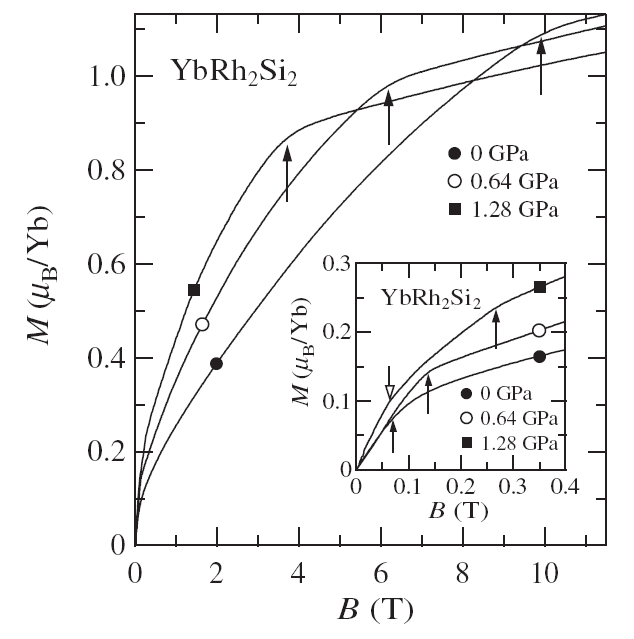 YbRh₂Si₂
1.0
0.8
0.6
0.4
0.2
0
M (μB/Yb)
0 GPa
0.64 GPa
1.28 GPa
0.3
0.2
0.1
0
M (μB/Yb)
YbRh₂Si₂
0 GPa
0.64 GPa
1.28 GPa
0 0.1 0.2 0.3 0.4
B (T)
0 2 4 6 8 10
B (T)